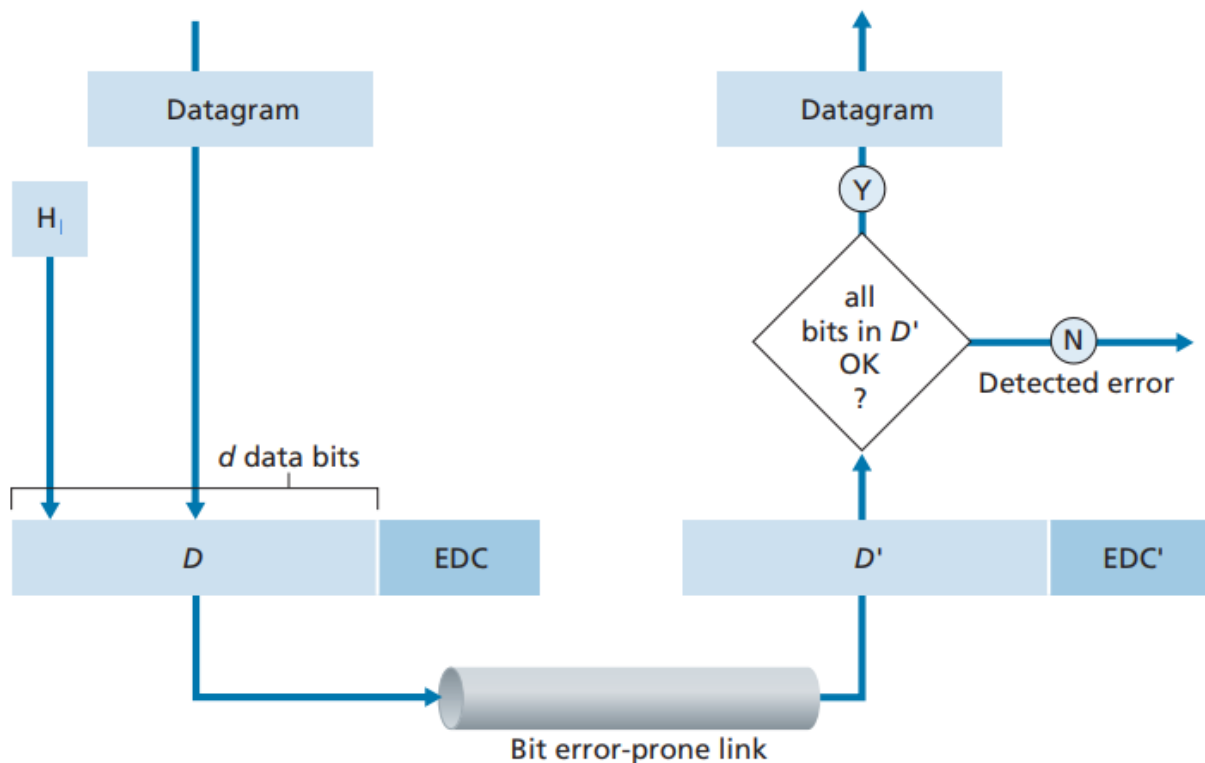 Datagram
Datagram
H|
Y
all
bits in D'
OK
?
N
Detected error
d data bits
D
EDC
D'
EDC'
Bit error-prone link